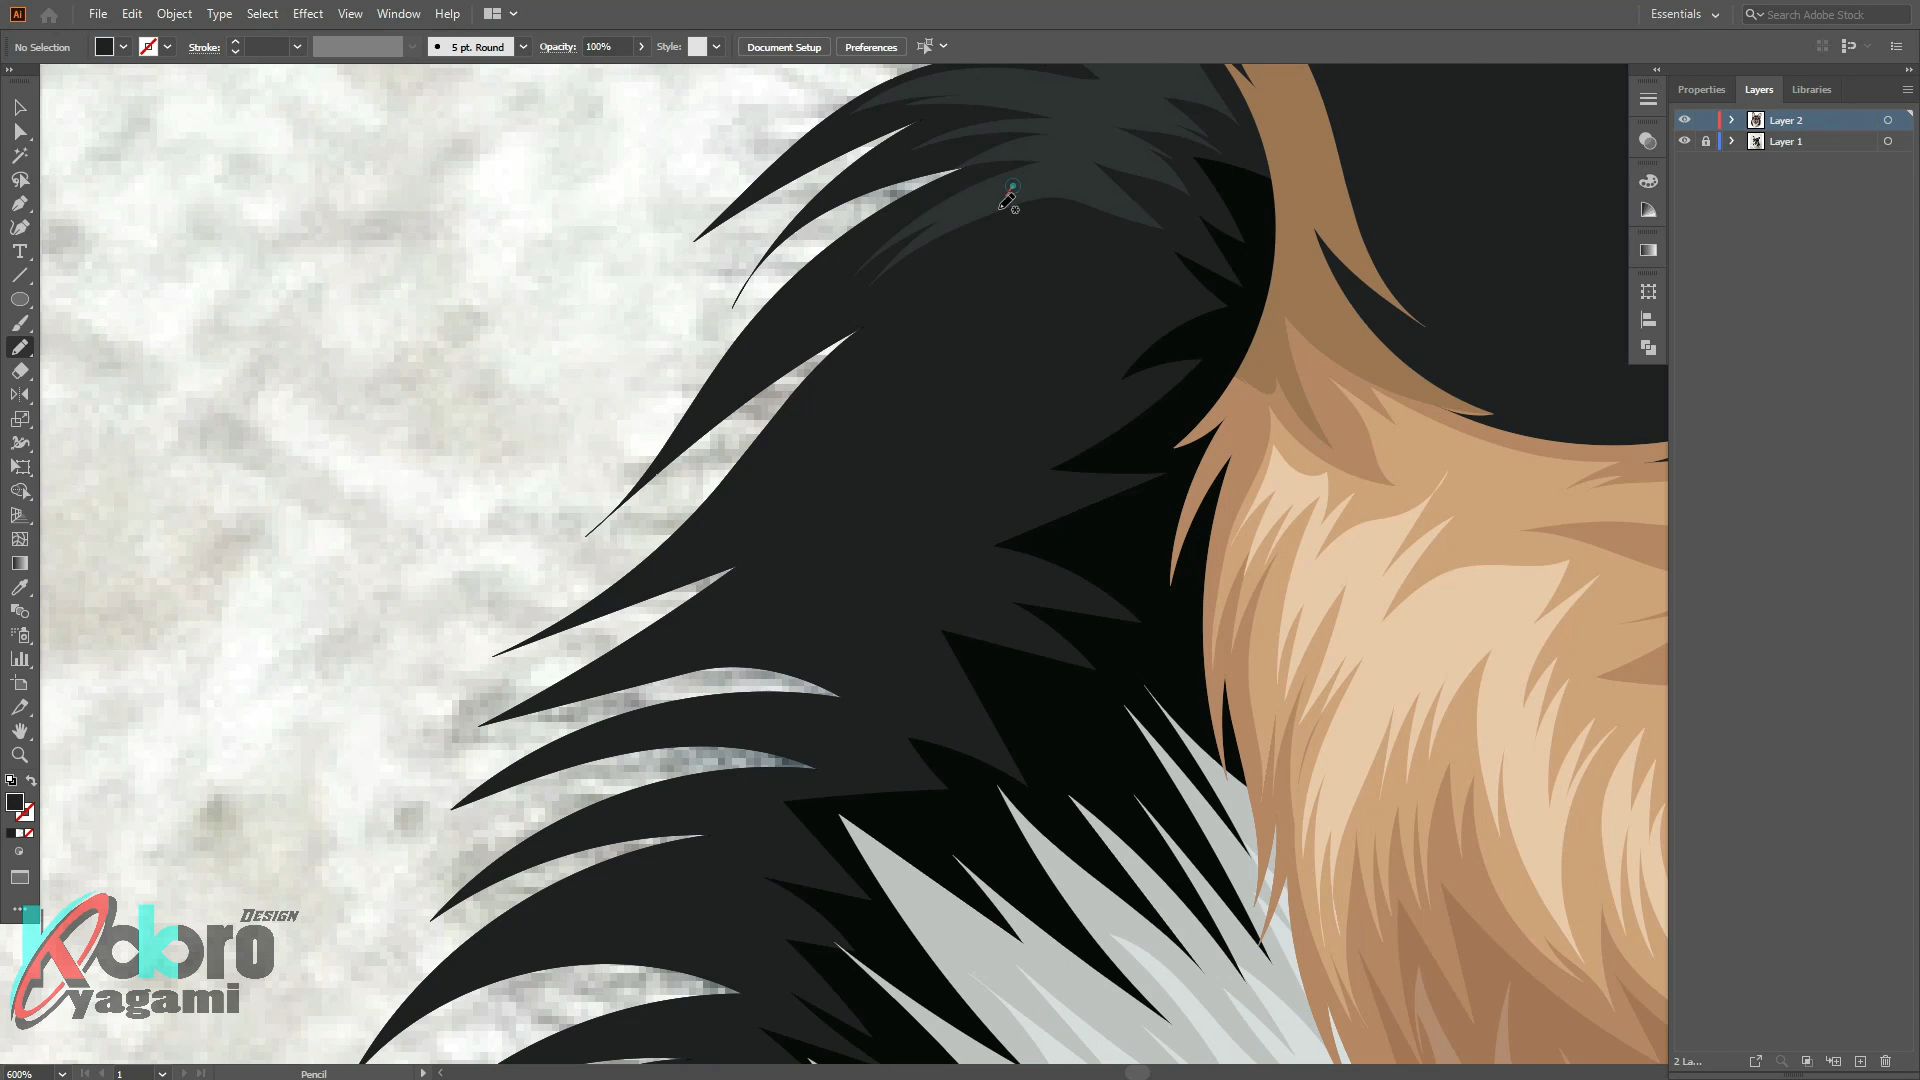 Ai File Edit Object Type Select Effect View Window Help Essentials Search Adobe Stock
No Selection Stroke: 5 pt. Round Opacity: 100% Style: Document Setup Preferences
Properties Layers Libraries
Layer 2
Layer 1
T
DESIGN
Kokoro
yagami
2 La...
600% 1 Pencil